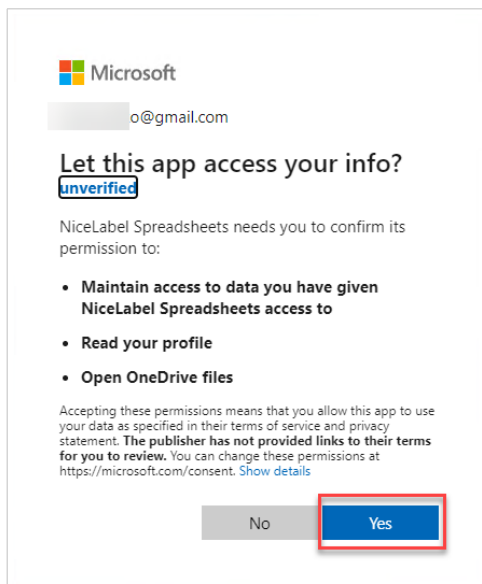 Microsoft
o@gmail.com
Let this app access your info?
unverified
NiceLabel Spreadsheets needs you to confirm its
permission to:
• Maintain access to data you have given
NiceLabel Spreadsheets access to
• Read your profile
• Open OneDrive files
Accepting these permissions means that you allow this app to use
your data as specified in their terms of service and privacy
statement. The publisher has not provided links to their terms
for you to review. You can change these permissions at
https://microsoft.com/consent. Show details
No Yes